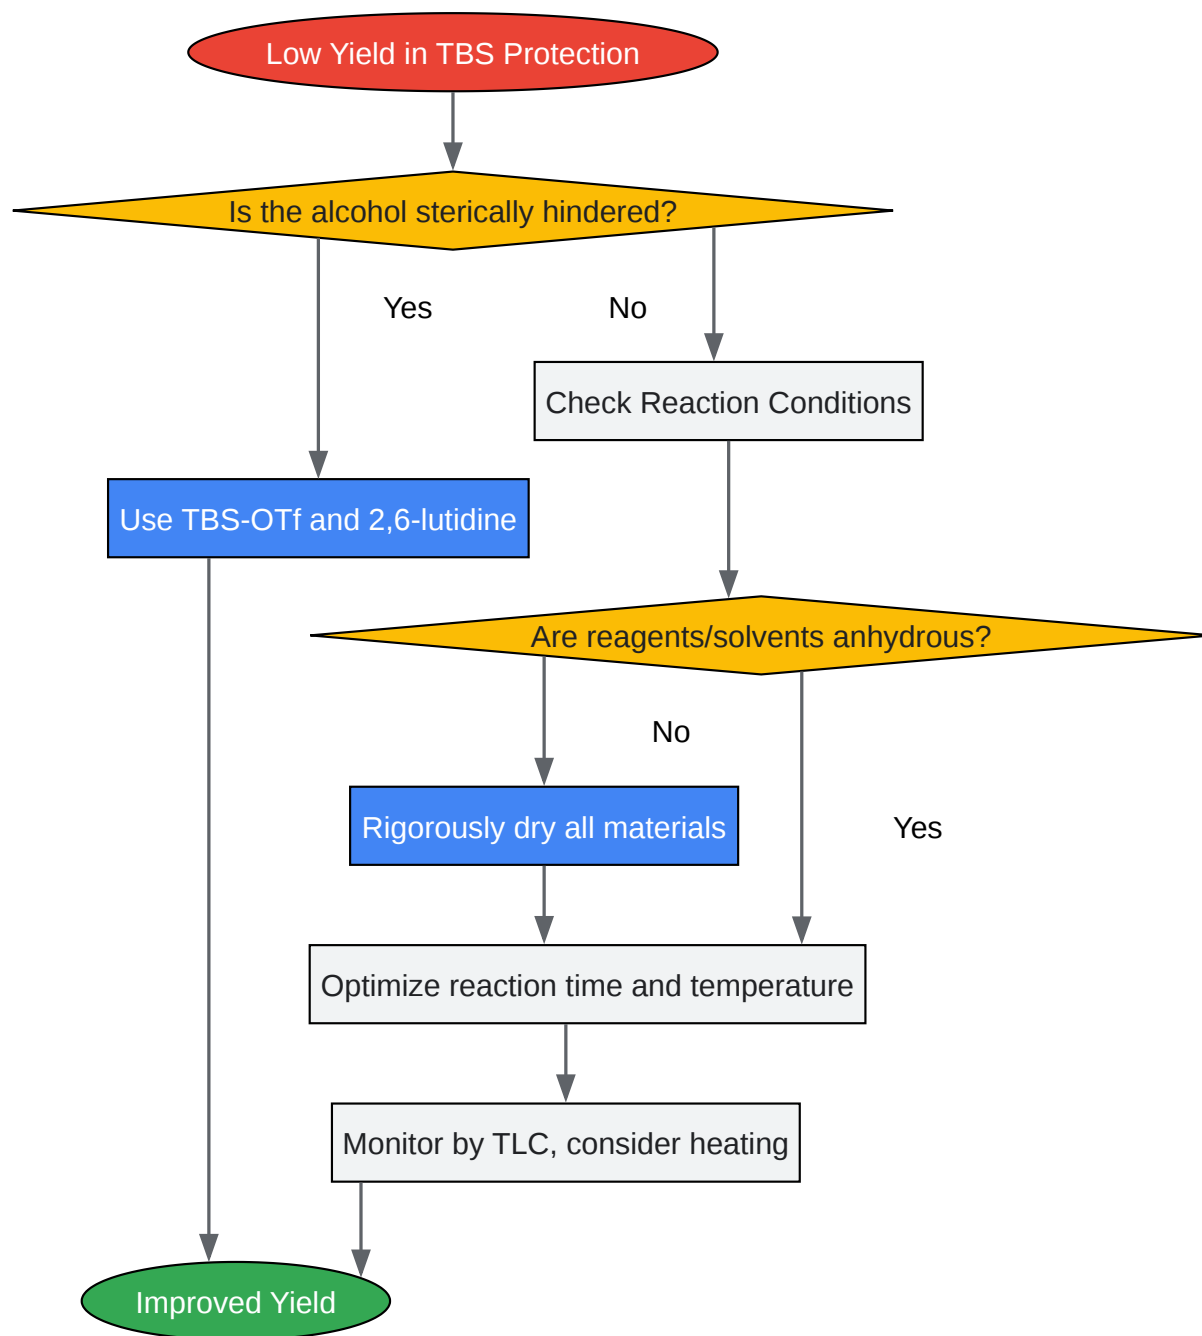 Low Yield in TBS Protection
Is the alcohol sterically hindered?
Yes
No
Check Reaction Conditions
Use TBS-OTf and 2,6-lutidine
Are reagents/solvents anhydrous?
No
Rigorously dry all materials
Yes
Optimize reaction time and temperature
Monitor by TLC, consider heating
Improved Yield